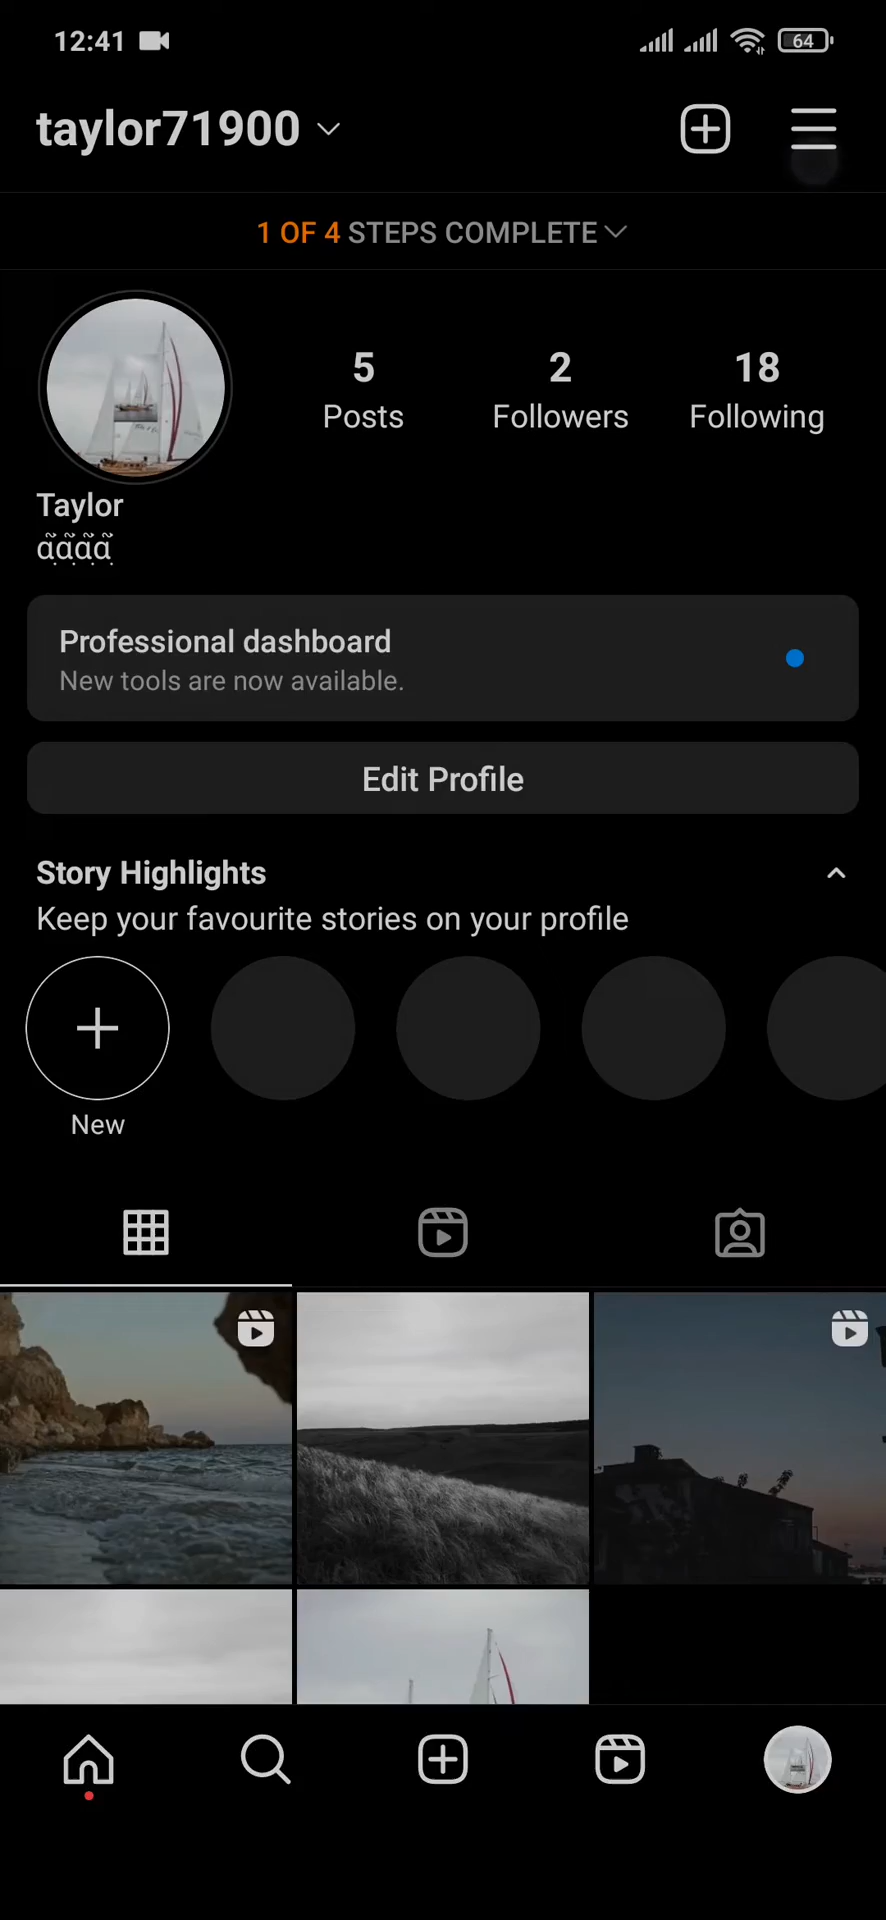 12:41
64
taylor71900
1 OF 4 STEPS COMPLETE
5
Posts
2
Followers
18
Following
Taylor
Professional dashboard
New tools are now available.
Edit Profile
Story Highlights
Keep your favourite stories on your profile
New